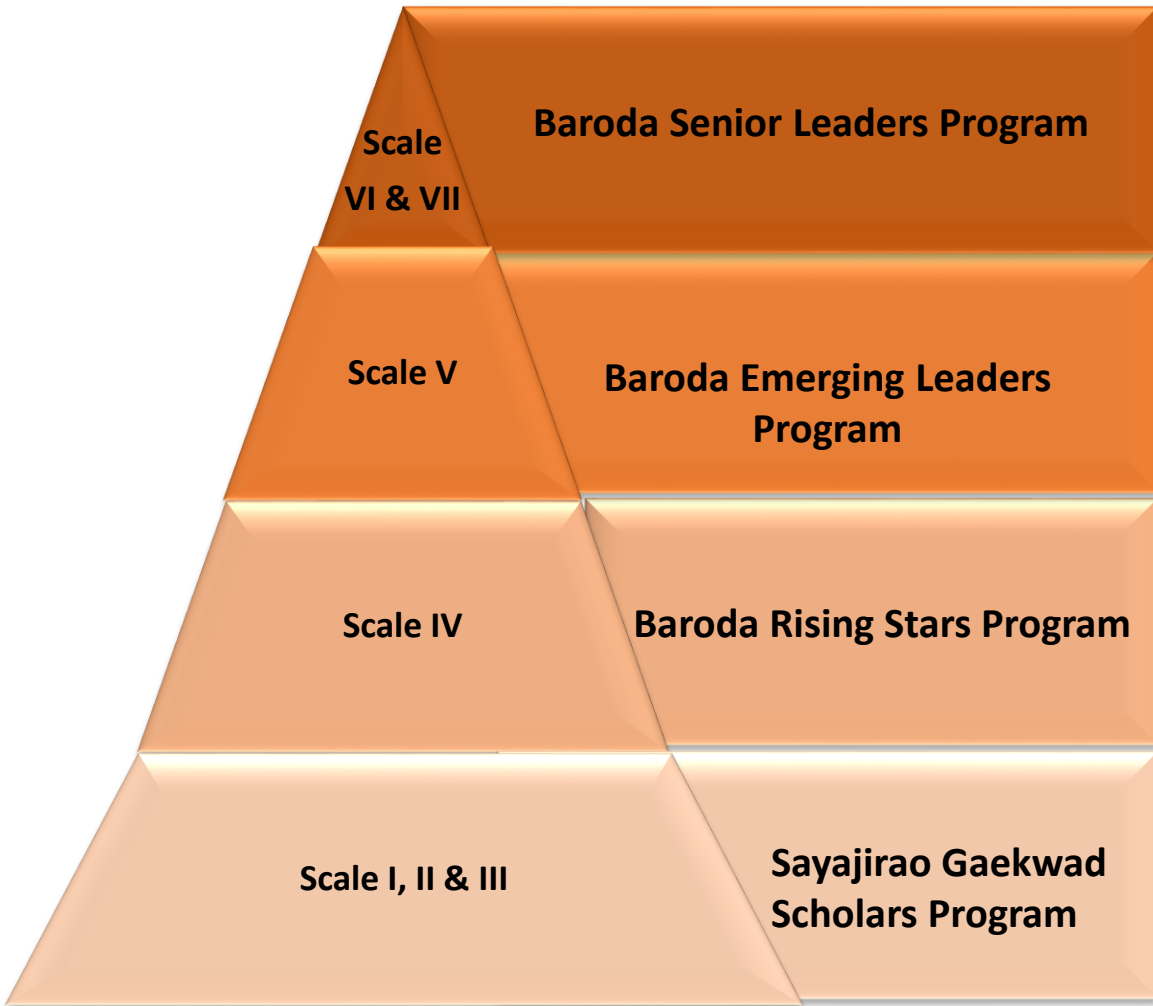 Scale
VI & VII
Baroda Senior Leaders Program
Scale V
Baroda Emerging Leaders
Program
Scale IV
Baroda Rising Stars Program
Scale I, II & III
Sayajirao Gaekwad
Scholars Program